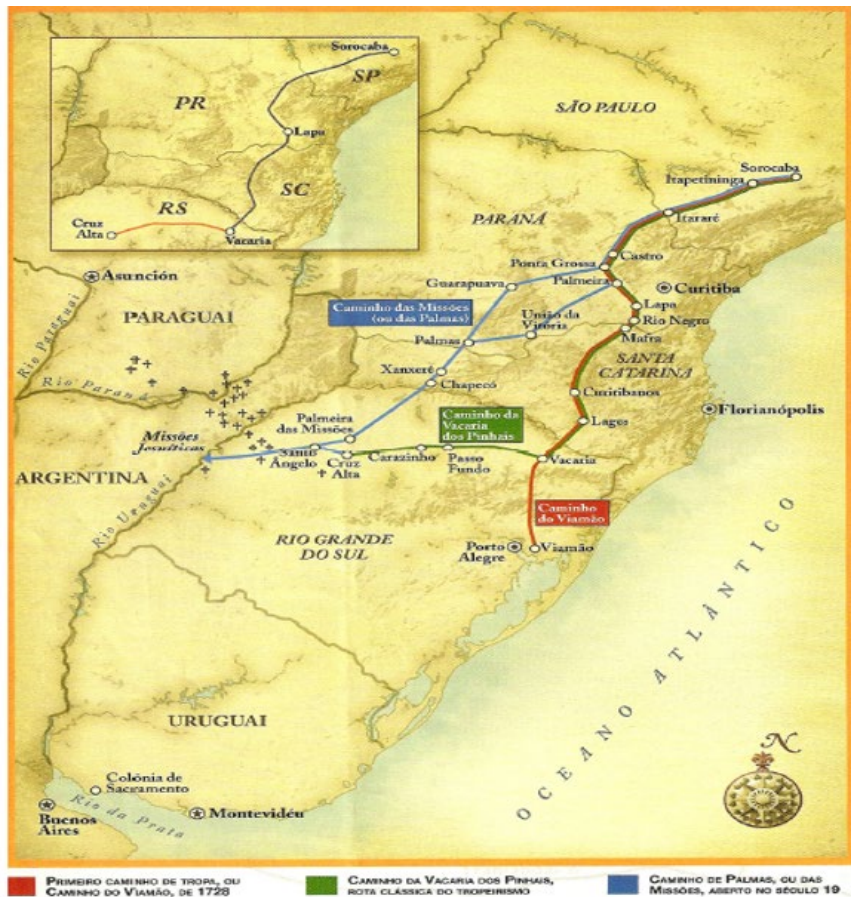 Sorocaba
SP
PR
Lapa
SC
RS
Cruz
Alta
Vacaria
SÃO PAULO
Sorocaba
Itapetininga
Itararé
PARANÁ
Castro
Ponta Grossa
Palmeira
Curitiba
Guarapuava
Asunción
PARAGUAI
Rio Paraguai
Rio Paraná
Caminho das Missões
(ou das Palmas)
União da
Vitória
Lapa
Rio Negro
Mafra
Palmas
SANTA
CATARINA
Xanxerê
Chapecó
Curitibanos
Florianópolis
Palmeira
das Missões
Caminho da
Vacaria
dos Pinhais
Lages
Missões
Jesuíticas
Santo
Ângelo
Cruz
Alta
Carazinho
Passo
Fundo
Vacaria
ARGENTINA
Rio Uruguai
Caminho
do Viamão
RIO GRANDE
DO SUL
Porto
Alegre
Viamão
OCEANO ATLÂNTICO
URUGUAI
N
Colônia de
Sacramento
Rio da Prata
Buenos
Aires
Montevidéu
PRIMEIRO CAMINHO DE TROPA, OU
CAMINHO DO VIAMÃO, DE 1728
CAMINHO DA VACARIA DOS PINHAIS,
ROTA CLÁSSICA DO TROPEIRISMO
CAMINHO DE PALMAS, OU DAS
MISSÕES, ABERTO NO SÉCULO 19